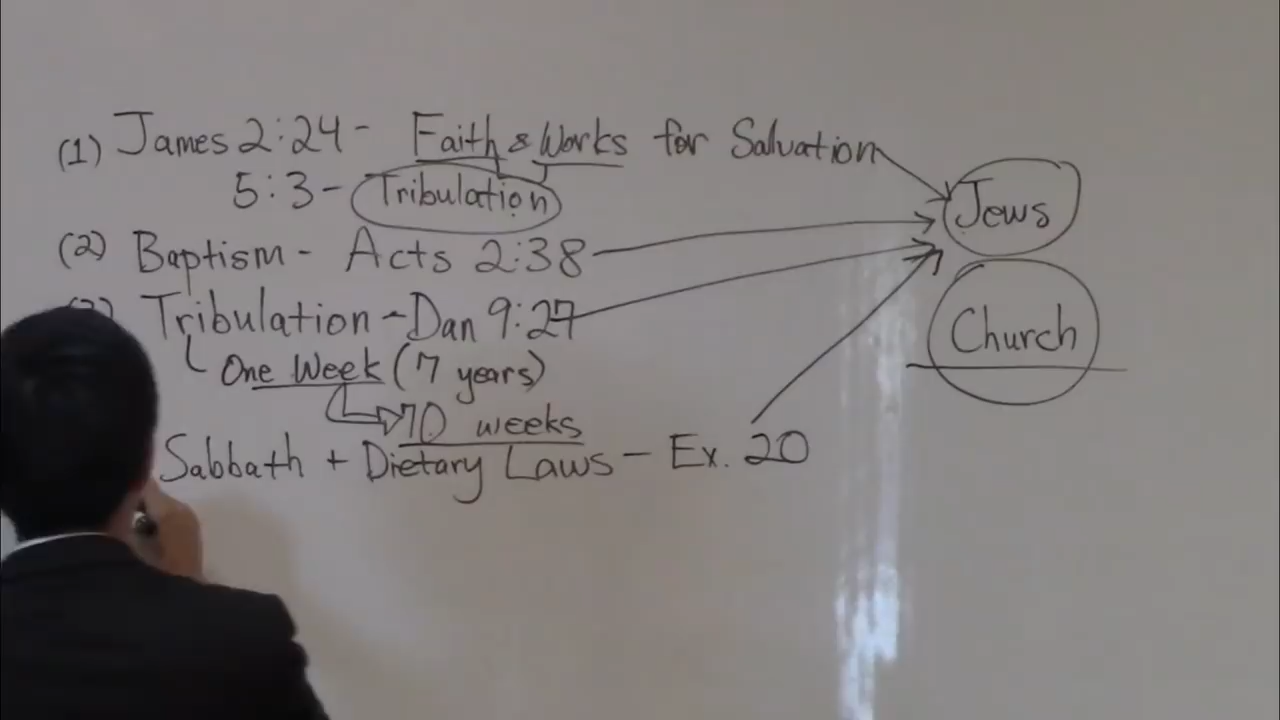 (1) James 2:24 - Faith & Works for Salvation
5:3 - Tribulation
Jews
(2) Baptism - Acts 2:38
Tribulation - Dan 9:27
Church
One Week (7 years)
70 weeks
Sabbath + Dietary Laws - Ex. 20